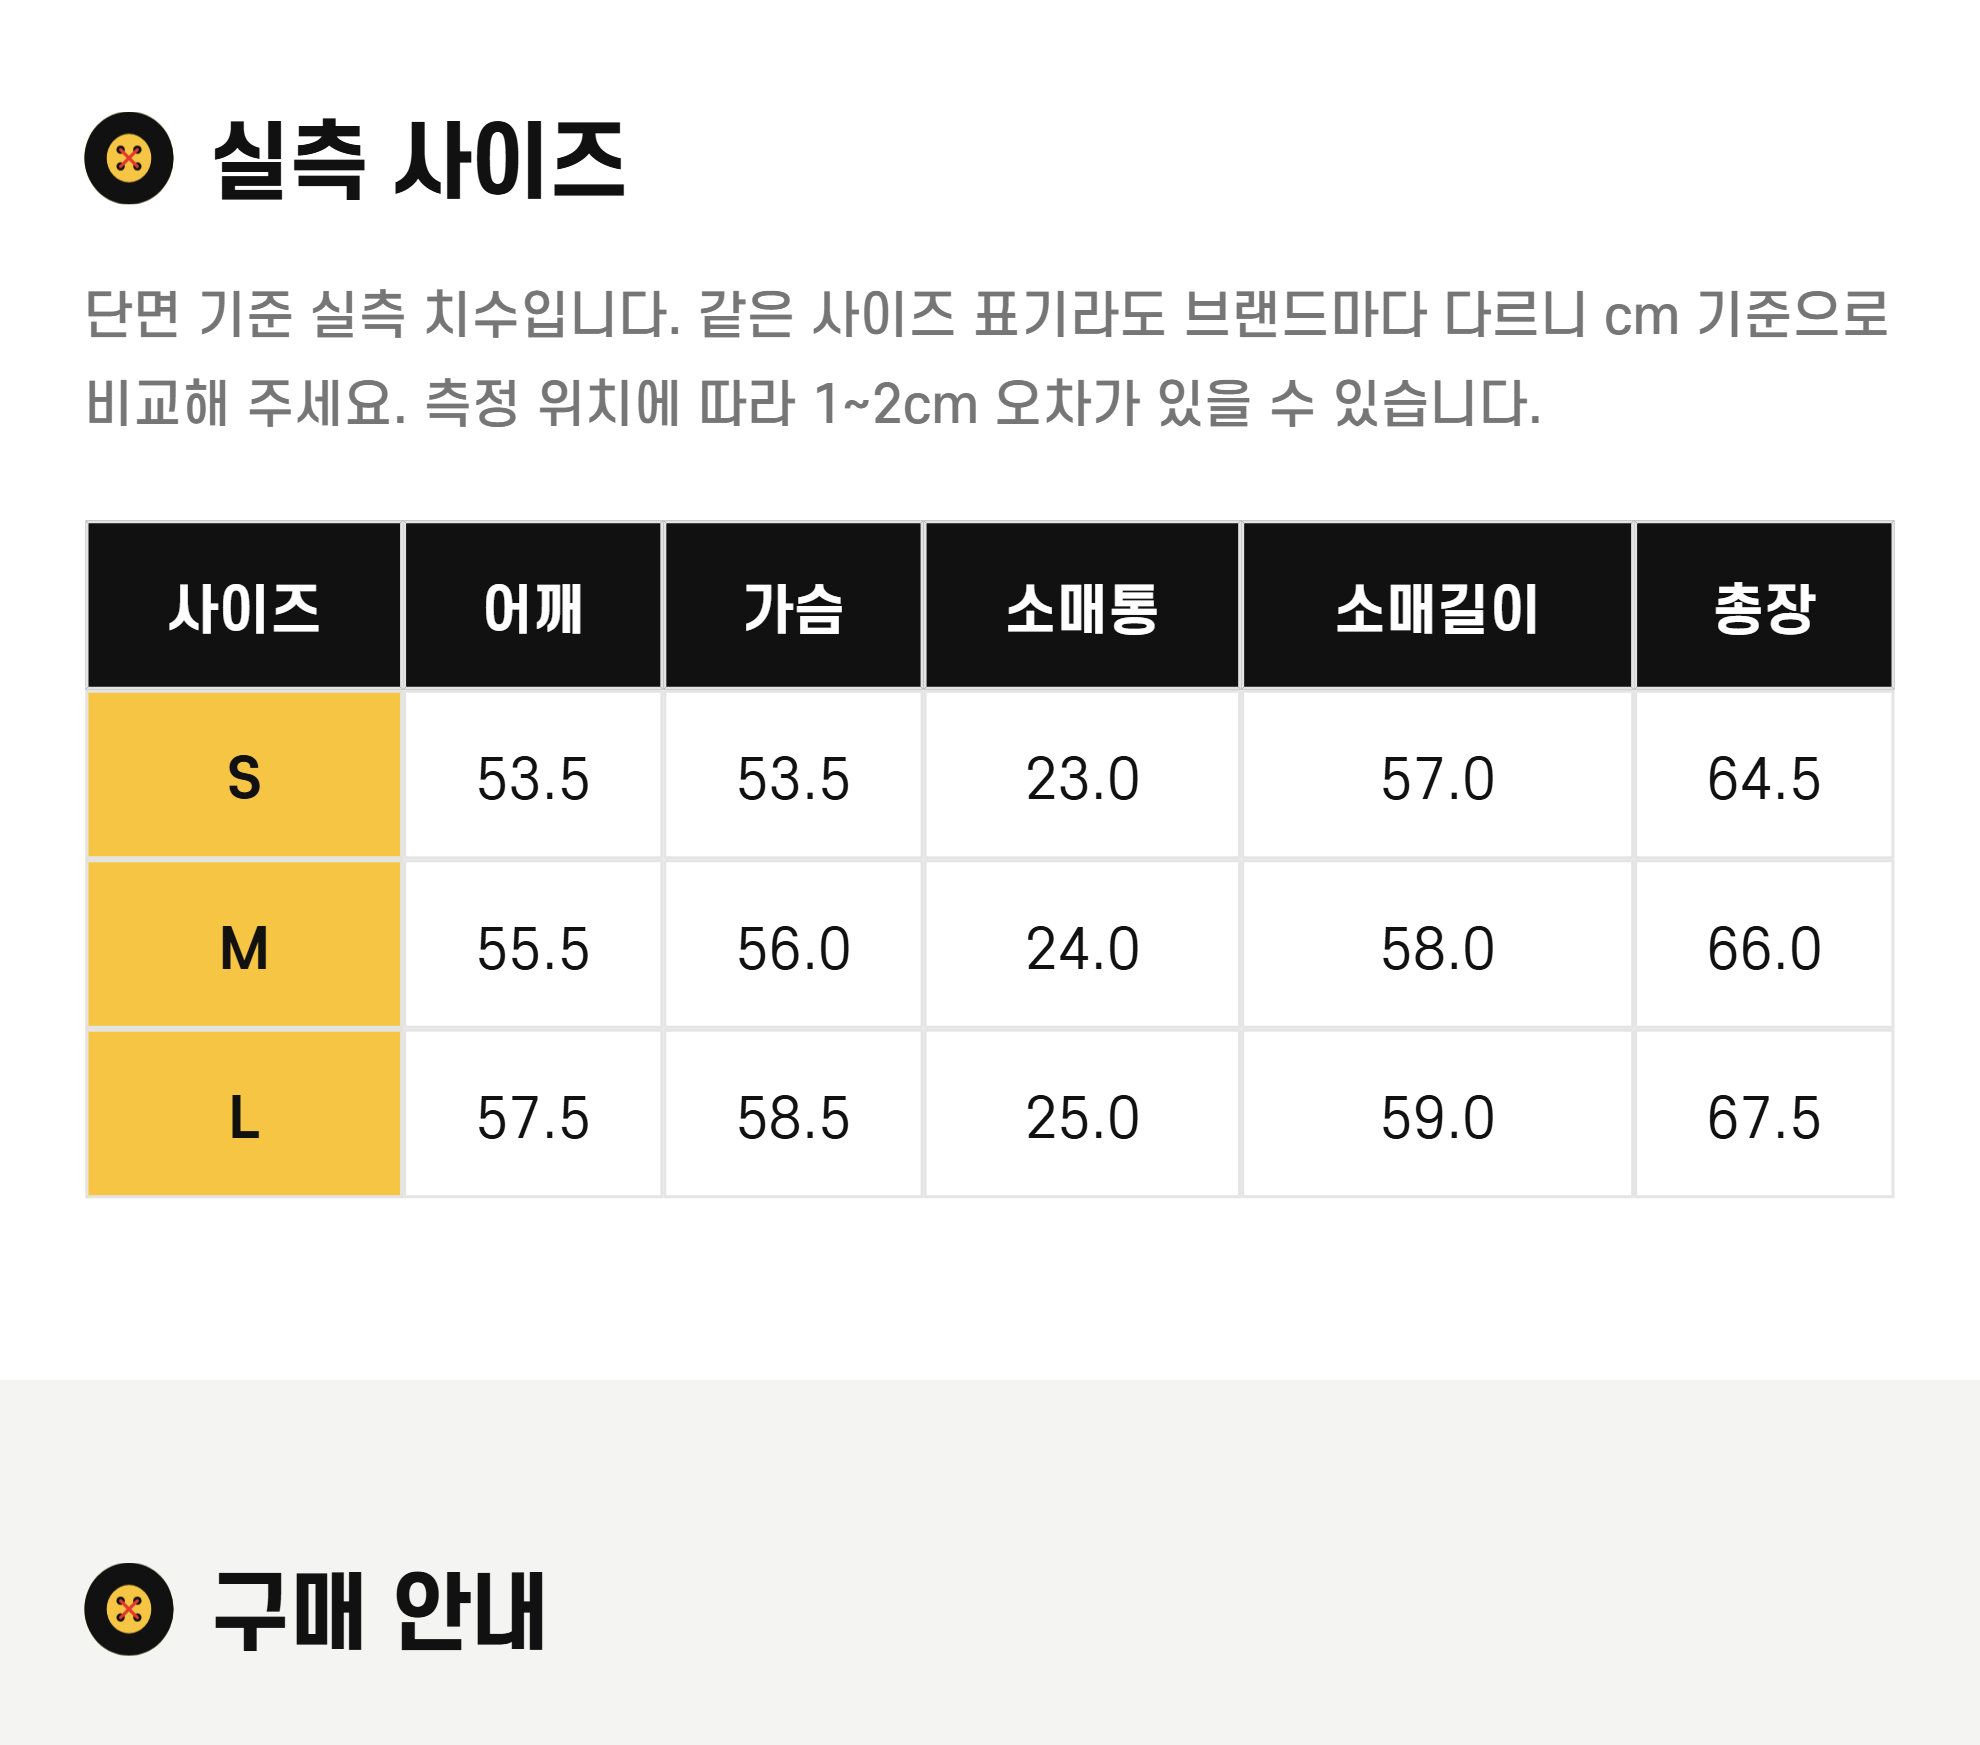 실측 사이즈
단면 기준 실측 치수입니다. 같은 사이즈 표기라도 브랜드마다 다르니 cm 기준으로
비교해 주세요. 측정 위치에 따라 1~2cm 오차가 있을 수 있습니다.
사이즈 어깨 가슴 소매통 소매길이 총장
S 53.5 53.5 23.0 57.0 64.5
M 55.5 56.0 24.0 58.0 66.0
L 57.5 58.5 25.0 59.0 67.5
구매 안내